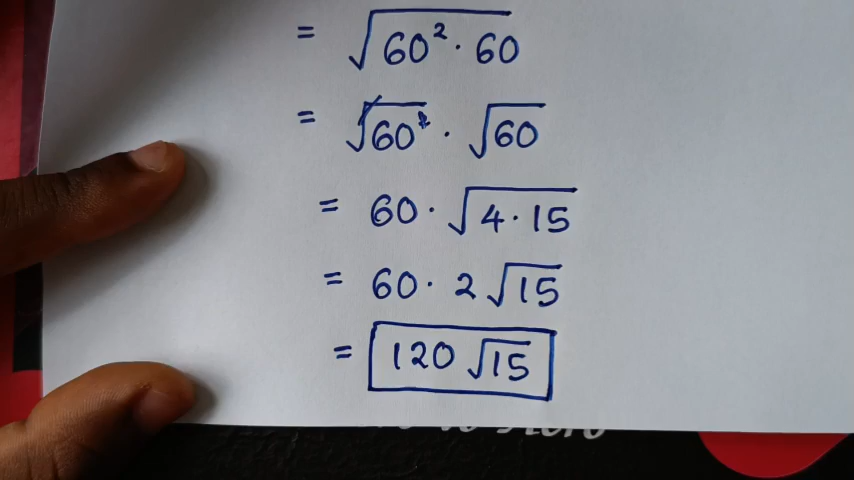 = √60² · 60
= √60² · √60
= 60 · √4 · 15
= 60 · 2√15
= 120 √15